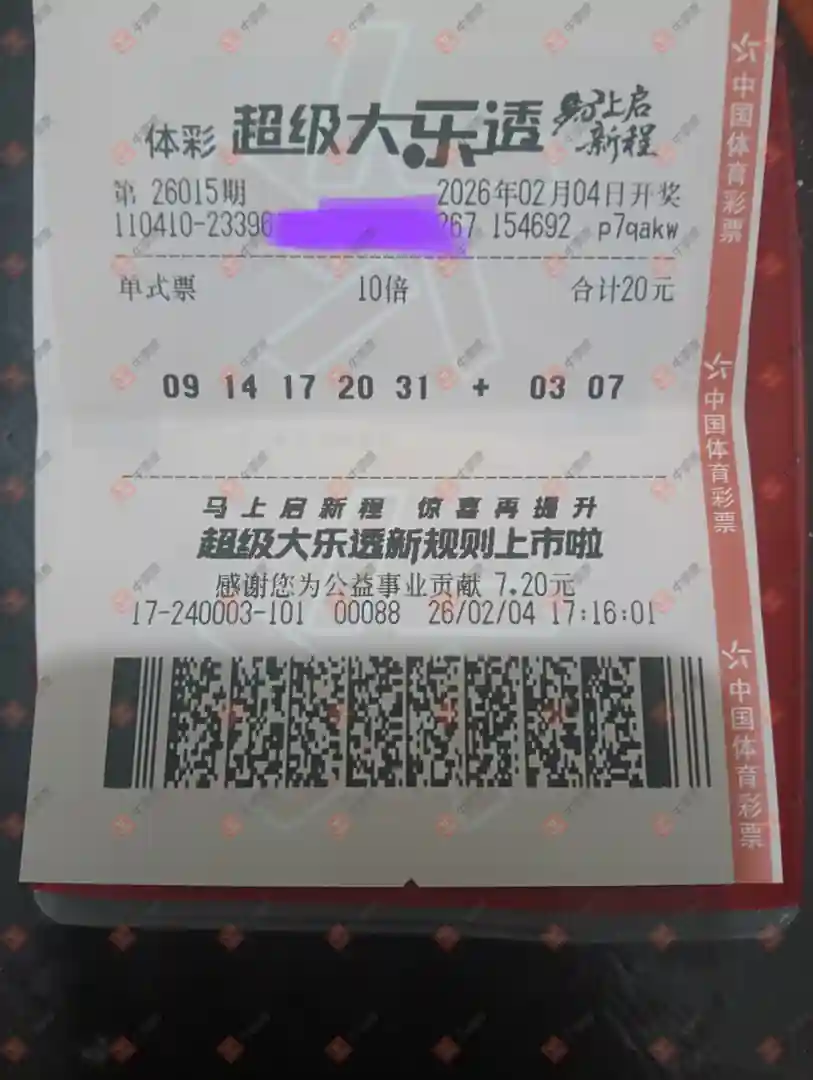 体彩 超级大乐透 马上启
新程
第 26015期 2026年02月04日开奖
110410-23396 267 154692 p7qakw
单式票 10倍 合计20元
09 14 17 20 31 + 03 07
马上启新程 惊喜再提升
超级大乐透新规则上市啦
感谢您为公益事业贡献 7.20元
17-240003-101 00088 26/02/04 17:16:01
中国体育彩票
中国体育彩票
中国体育彩票